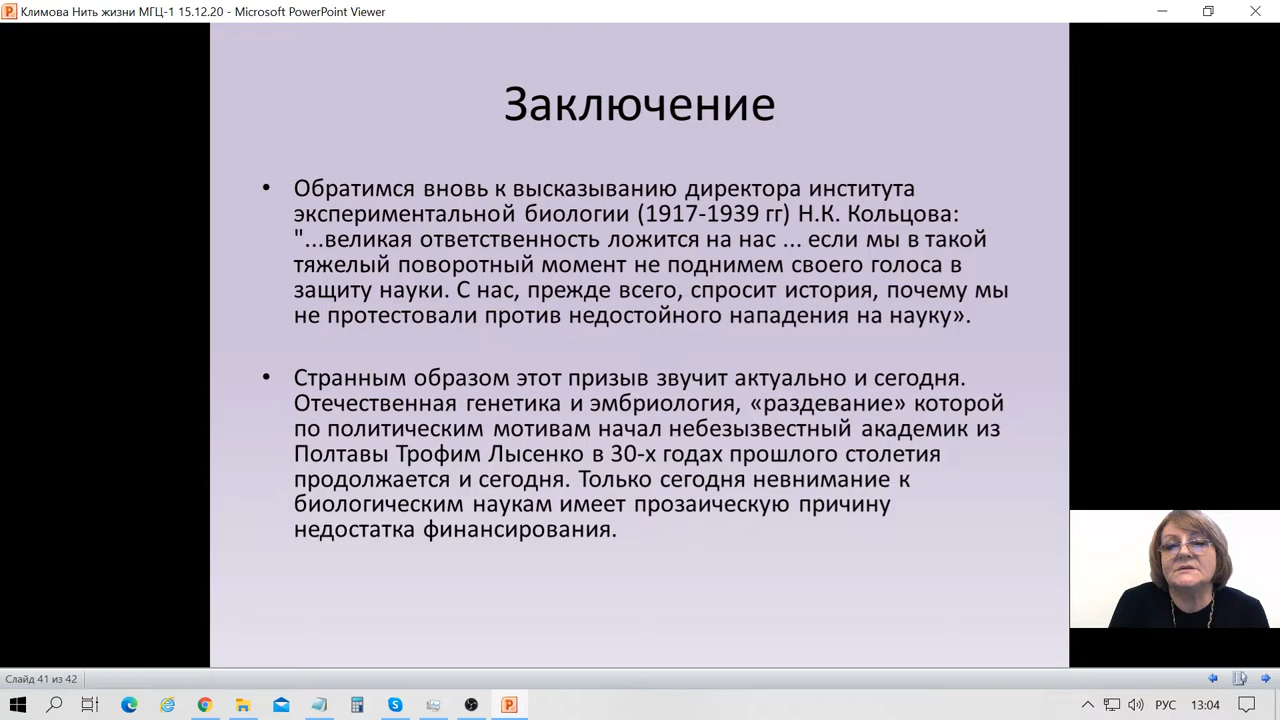 Климова Нить жизни МГЦ-1 15.12.20 - Microsoft PowerPoint Viewer
Заключение
• Обратимся вновь к высказыванию директора института
экспериментальной биологии (1917-1939 гг) Н.К. Кольцова:
"...великая ответственность ложится на нас ... если мы в такой
тяжелый поворотный момент не поднимем своего голоса в
защиту науки. С нас, прежде всего, спросит история, почему мы
не протестовали против недостойного нападения на науку».
• Странным образом этот призыв звучит актуально и сегодня.
Отечественная генетика и эмбриология, «раздевание» которой
по политическим мотивам начал небезызвестный академик из
Полтавы Трофим Лысенко в 30-х годах прошлого столетия
продолжается и сегодня. Только сегодня невнимание к
биологическим наукам имеет прозаическую причину
недостатка финансирования.
Слайд 41 из 42
РУС
13:04